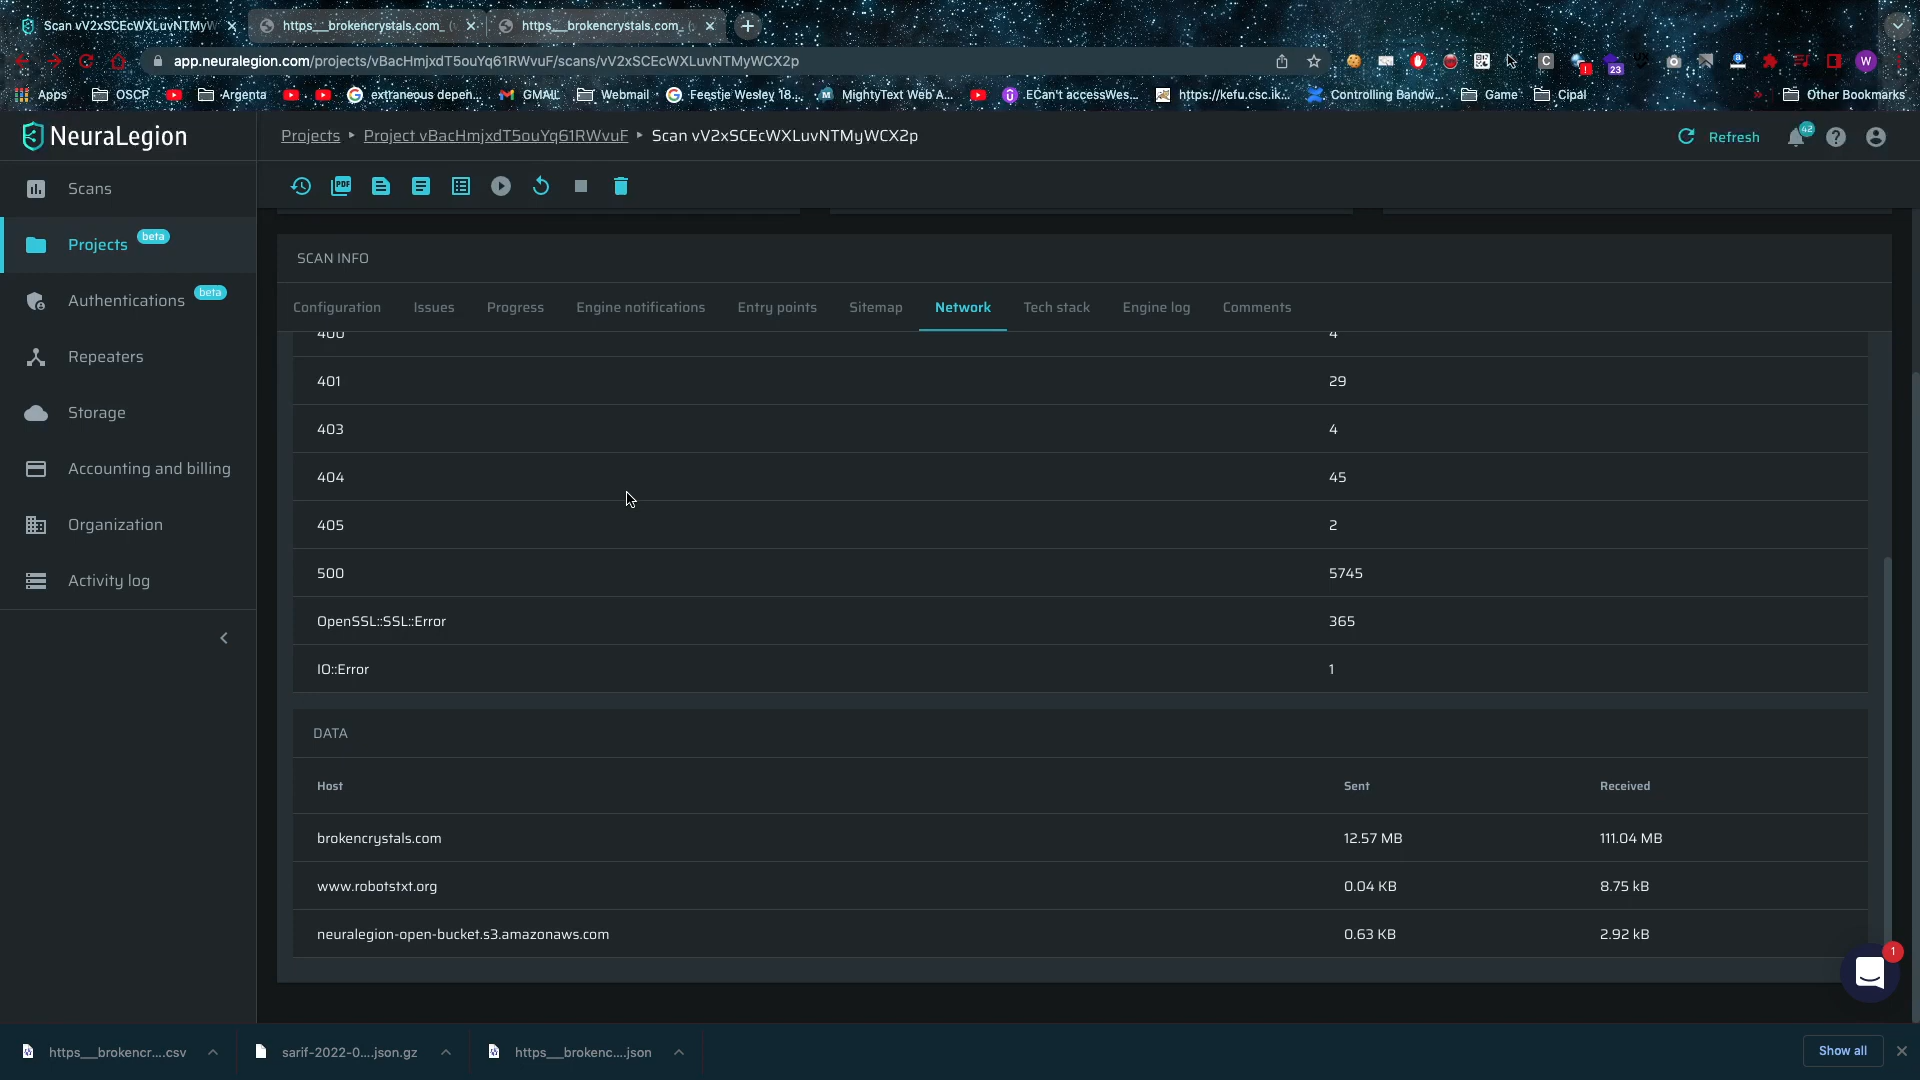 Scan vV2xSCEcWXLuvNTMyW
https__brokencrystals.com_ (
https__brokencrystals.com_ (
app.neuralegion.com/projects/vBacHmjxdT5ouYq61RWvuF/scans/vV2xSCEcWXLuvNTMyWCX2p
C
!
23
W
Apps
OSCP
Argenta
extraneous depeh...
GMAIL
Webmail
Feestje Wesley 18...
MightyText Web A...
.ECan't accessWes...
https://kefu.csc.ik...
Controlling Bandw...
Game
Cipal
»
Other Bookmarks
NeuraLegion
Projects ▸ Project vBacHmjxdT5ouYq61RWvuF ▸ Scan vV2xSCEcWXLuvNTMyWCX2p
Refresh
42
PDF
Scans
Projects beta
Authentications beta
Repeaters
Storage
Accounting and billing
Organization
Activity log
SCAN INFO
Configuration Issues Progress Engine notifications Entry points Sitemap Network Tech stack Engine log Comments
400 4
401 29
403 4
404 45
405 2
500 5745
OpenSSL::SSL::Error 365
IO::Error 1
DATA
Host Sent Received
brokencrystals.com 12.57 MB 111.04 MB
www.robotstxt.org 0.04 KB 8.75 kB
neuralegion-open-bucket.s3.amazonaws.com 0.63 KB 2.92 kB
1
https__brokencr....csv
sarif-2022-0....json.gz
https__brokenc....json
Show all